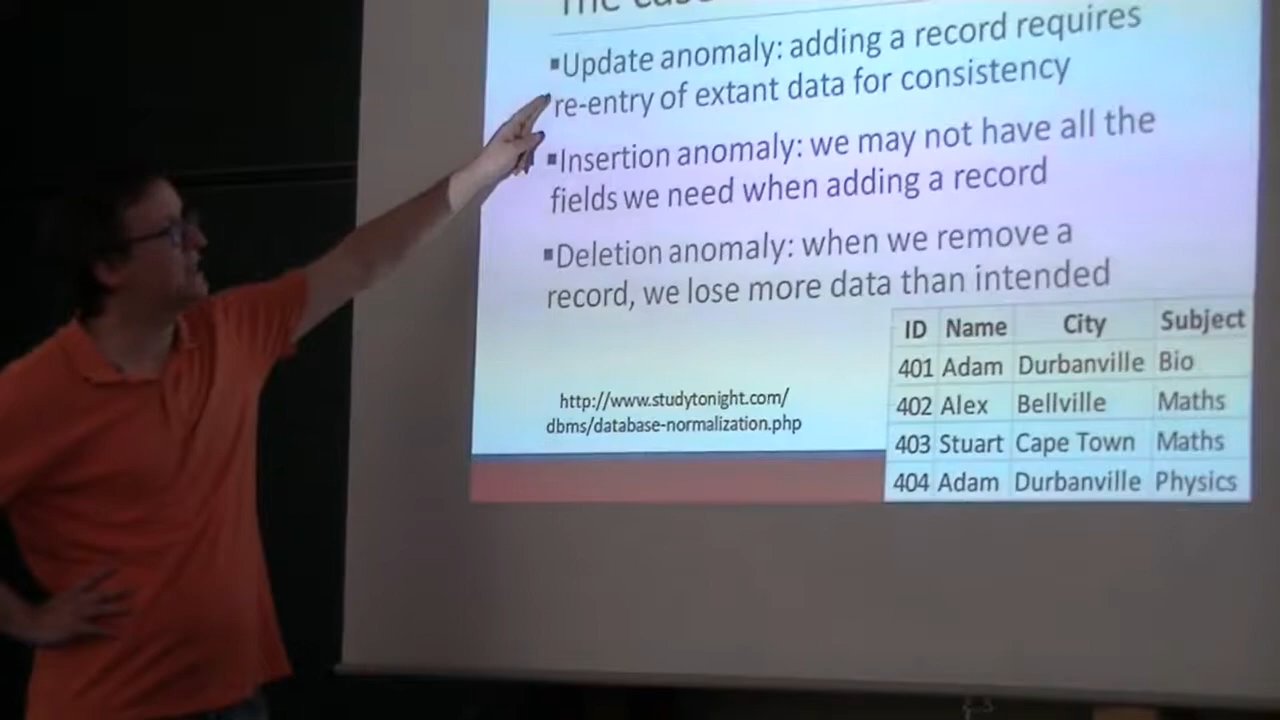 The case
▪Update anomaly: adding a record requires
re-entry of extant data for consistency
▪Insertion anomaly: we may not have all the
fields we need when adding a record
▪Deletion anomaly: when we remove a
record, we lose more data than intended
ID Name City Subject
401 Adam Durbanville Bio
402 Alex Bellville Maths
403 Stuart Cape Town Maths
404 Adam Durbanville Physics
http://www.studytonight.com/
dbms/database-normalization.php